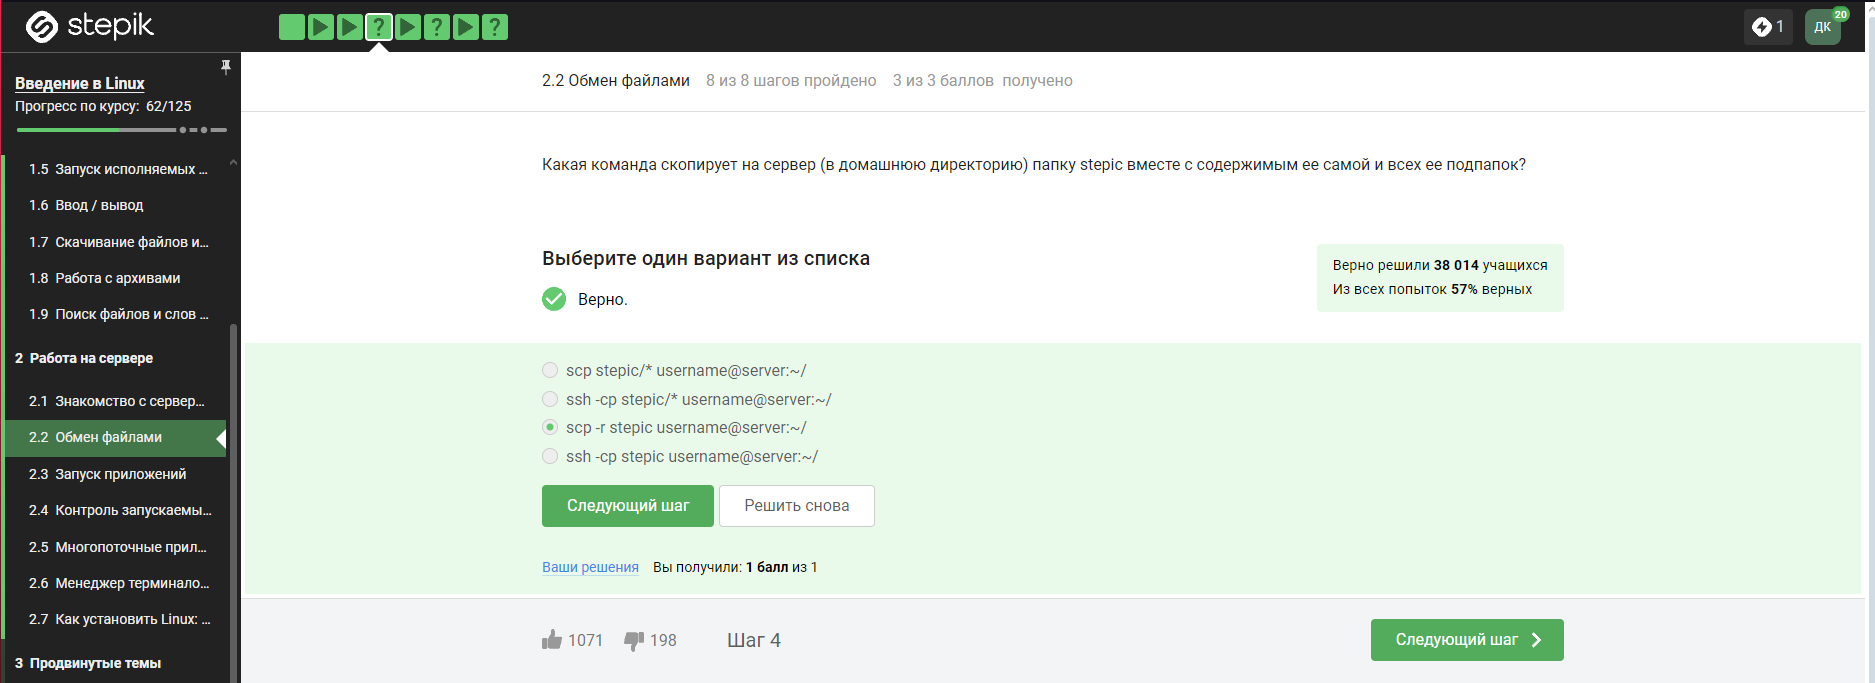 stepik
? ? ?
1
ДК
20
Введение в Linux
Прогресс по курсу: 62/125
1.5 Запуск исполняемых ...
1.6 Ввод / вывод
1.7 Скачивание файлов и...
1.8 Работа с архивами
1.9 Поиск файлов и слов ...
2 Работа на сервере
2.1 Знакомство с сервер...
2.2 Обмен файлами
2.3 Запуск приложений
2.4 Контроль запускаемы...
2.5 Многопоточные прил...
2.6 Менеджер терминало...
2.7 Как установить Linux: ...
3 Продвинутые темы
2.2 Обмен файлами 8 из 8 шагов пройдено 3 из 3 баллов получено
Какая команда скопирует на сервер (в домашнюю директорию) папку stepic вместе с содержимым ее самой и всех ее подпапок?
Выберите один вариант из списка
Верно.
Верно решили 38 014 учащихся
Из всех попыток 57% верных
scp stepic/* username@server:~/
ssh -cp stepic/* username@server:~/
scp -r stepic username@server:~/
ssh -cp stepic username@server:~/
Следующий шаг Решить снова
Ваши решения Вы получили: 1 балл из 1
1071 198 Шаг 4 Следующий шаг